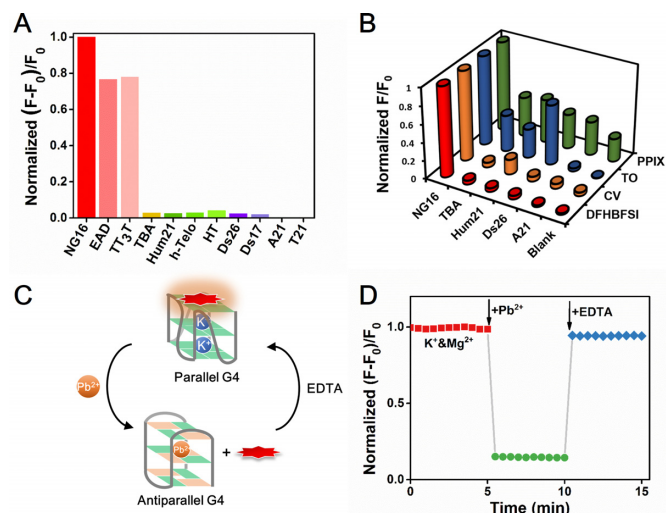 A
Normalized (F-F0)/F0
1.0
0.8
0.6
0.4
0.2
0.0
NG16
EAD
TT3T
TBA
Hum21
h-Telo
HT
Ds26
Ds17
A21
T21
B
Normalized F/F0
1
0.8
0.6
0.4
0.2
0
NG16
TBA
Hum21
Ds26
A21
Blank
PPIX
TO
CV
DFHBFSI
C
K+
K+
Parallel G4
Pb2+
EDTA
Pb2+
+
Antiparallel G4
D
Normalized (F-F0)/F0
1.0
0.5
0.0
+Pb2+
+EDTA
K+&Mg2+
0
5
10
15
Time (min)